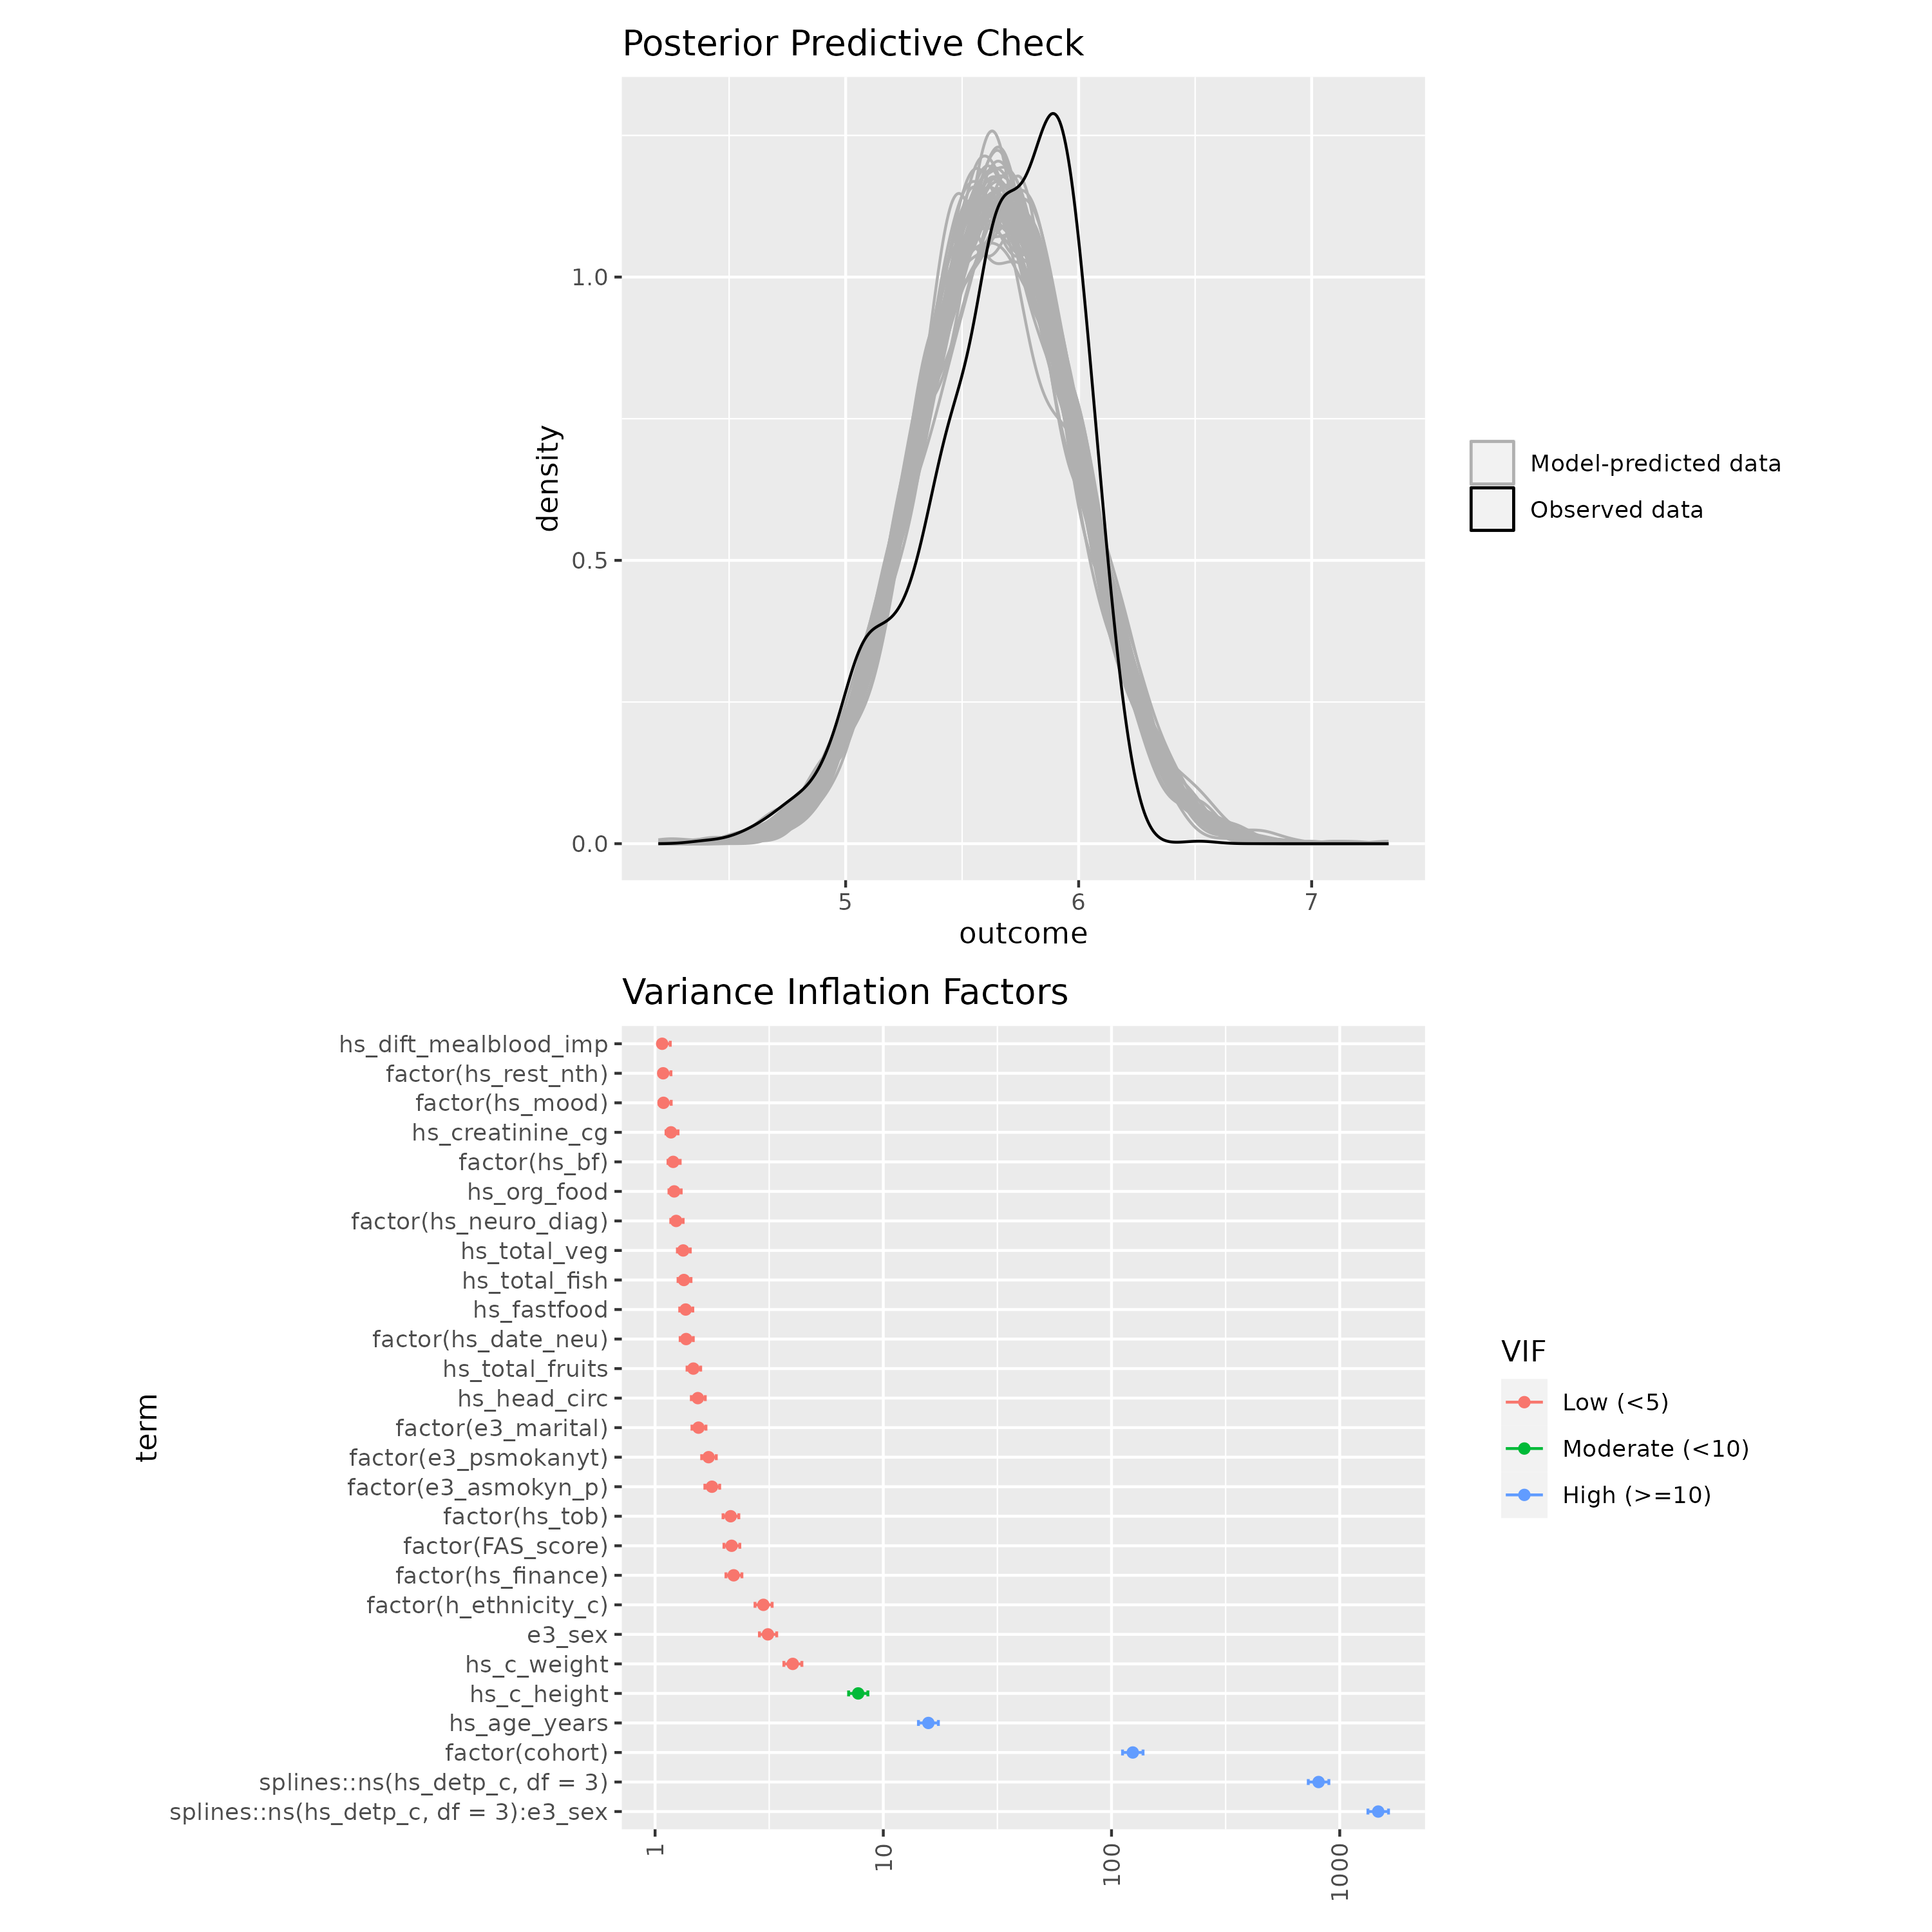 Posterior Predictive Check
density
1.0
0.5
0.0
5
6
7
outcome
Model-predicted data
Observed data
Variance Inflation Factors
term
hs_dift_mealblood_imp
factor(hs_rest_nth)
factor(hs_mood)
hs_creatinine_cg
factor(hs_bf)
hs_org_food
factor(hs_neuro_diag)
hs_total_veg
hs_total_fish
hs_fastfood
factor(hs_date_neu)
hs_total_fruits
hs_head_circ
factor(e3_marital)
factor(e3_psmokanyt)
factor(e3_asmokyn_p)
factor(hs_tob)
factor(FAS_score)
factor(hs_finance)
factor(h_ethnicity_c)
e3_sex
hs_c_weight
hs_c_height
hs_age_years
factor(cohort)
splines::ns(hs_detp_c, df = 3)
splines::ns(hs_detp_c, df = 3):e3_sex
1
10
100
1000
VIF
Low (<5)
Moderate (<10)
High (>=10)